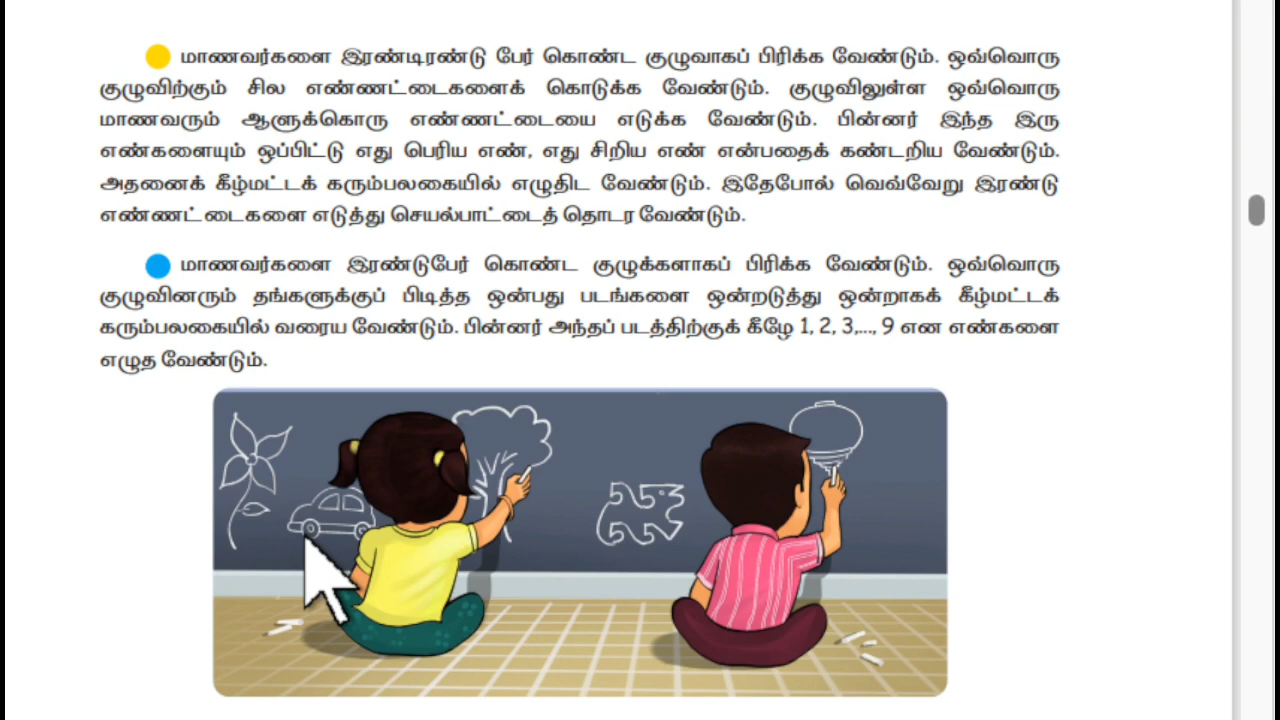 மாணவர்களை இரண்டிரண்டு பேர் கொண்ட குழுவாகப் பிரிக்க வேண்டும். ஒவ்வொரு
குழுவிற்கும் சில எண்ணட்டைகளைக் கொடுக்க வேண்டும். குழுவிலுள்ள ஒவ்வொரு
மாணவரும் ஆளுக்கொரு எண்ணட்டையை எடுக்க வேண்டும். பின்னர் இந்த இரு
எண்களையும் ஒப்பிட்டு எது பெரிய எண், எது சிறிய எண் என்பதைக் கண்டறிய வேண்டும்.
அதனைக் கீழ்மட்டக் கரும்பலகையில் எழுதிட வேண்டும். இதேபோல் வெவ்வேறு இரண்டு
எண்ணட்டைகளை எடுத்து செயல்பாட்டைத் தொடர வேண்டும்.
மாணவர்களை இரண்டுபேர் கொண்ட குழுக்களாகப் பிரிக்க வேண்டும். ஒவ்வொரு
குழுவினரும் தங்களுக்குப் பிடித்த ஒன்பது படங்களை ஒன்றடுத்து ஒன்றாகக் கீழ்மட்டக்
கரும்பலகையில் வரைய வேண்டும். பின்னர் அந்தப் படத்திற்குக் கீழே 1, 2, 3,..., 9 என எண்களை
எழுத வேண்டும்.